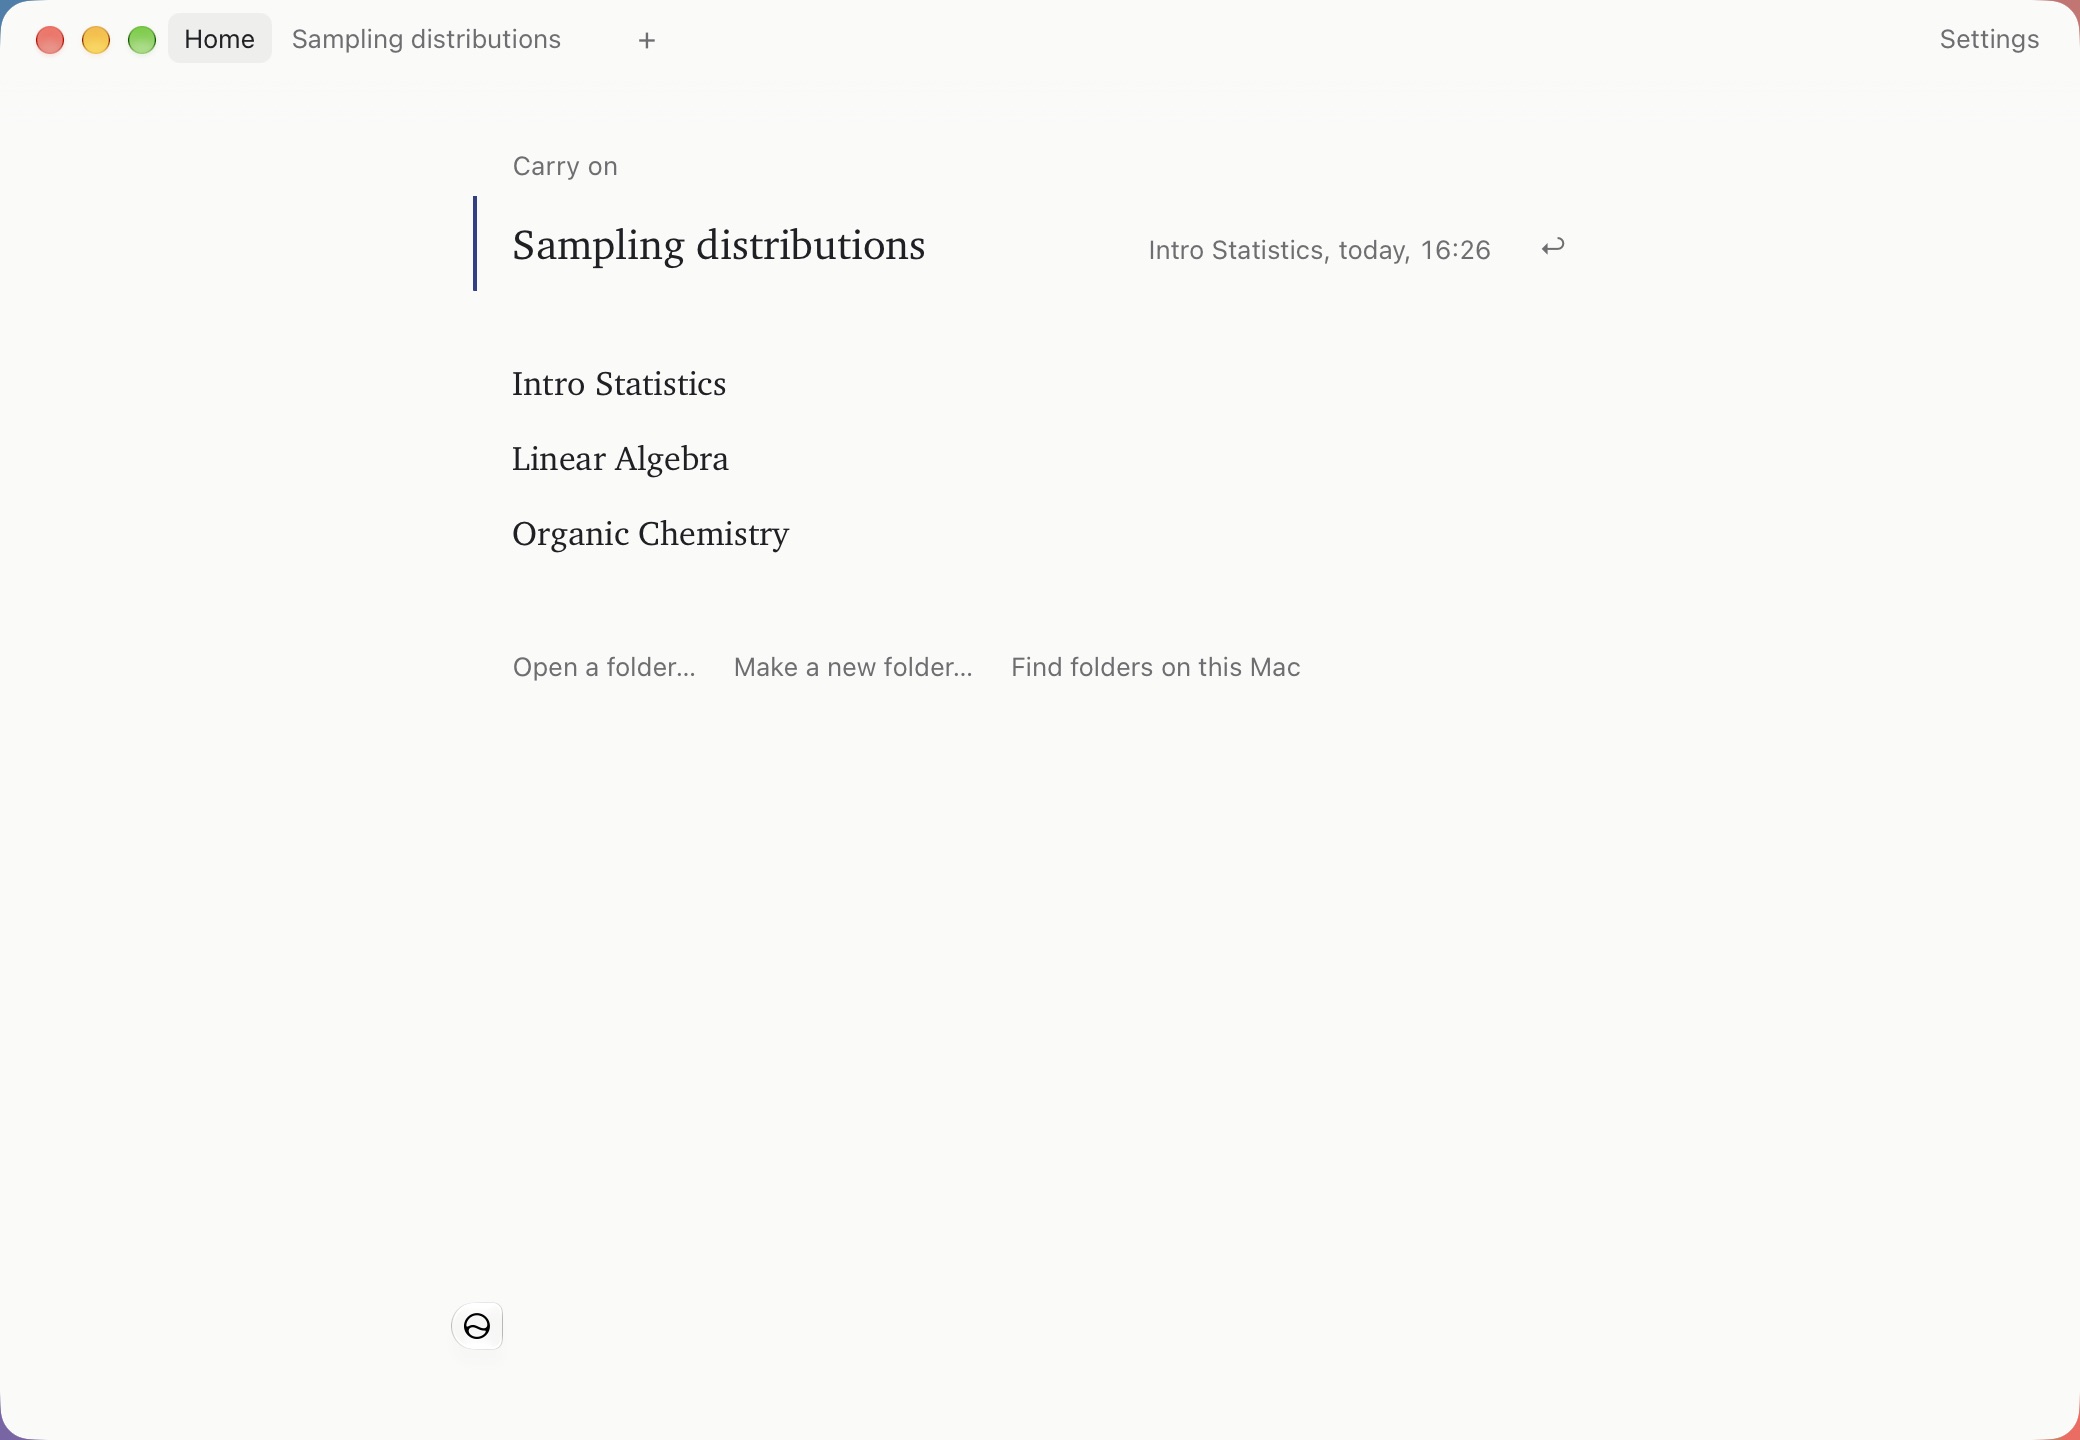 Home Sampling distributions + Settings
Carry on
Sampling distributions Intro Statistics, today, 16:26
Intro Statistics
Linear Algebra
Organic Chemistry
Open a folder... Make a new folder... Find folders on this Mac